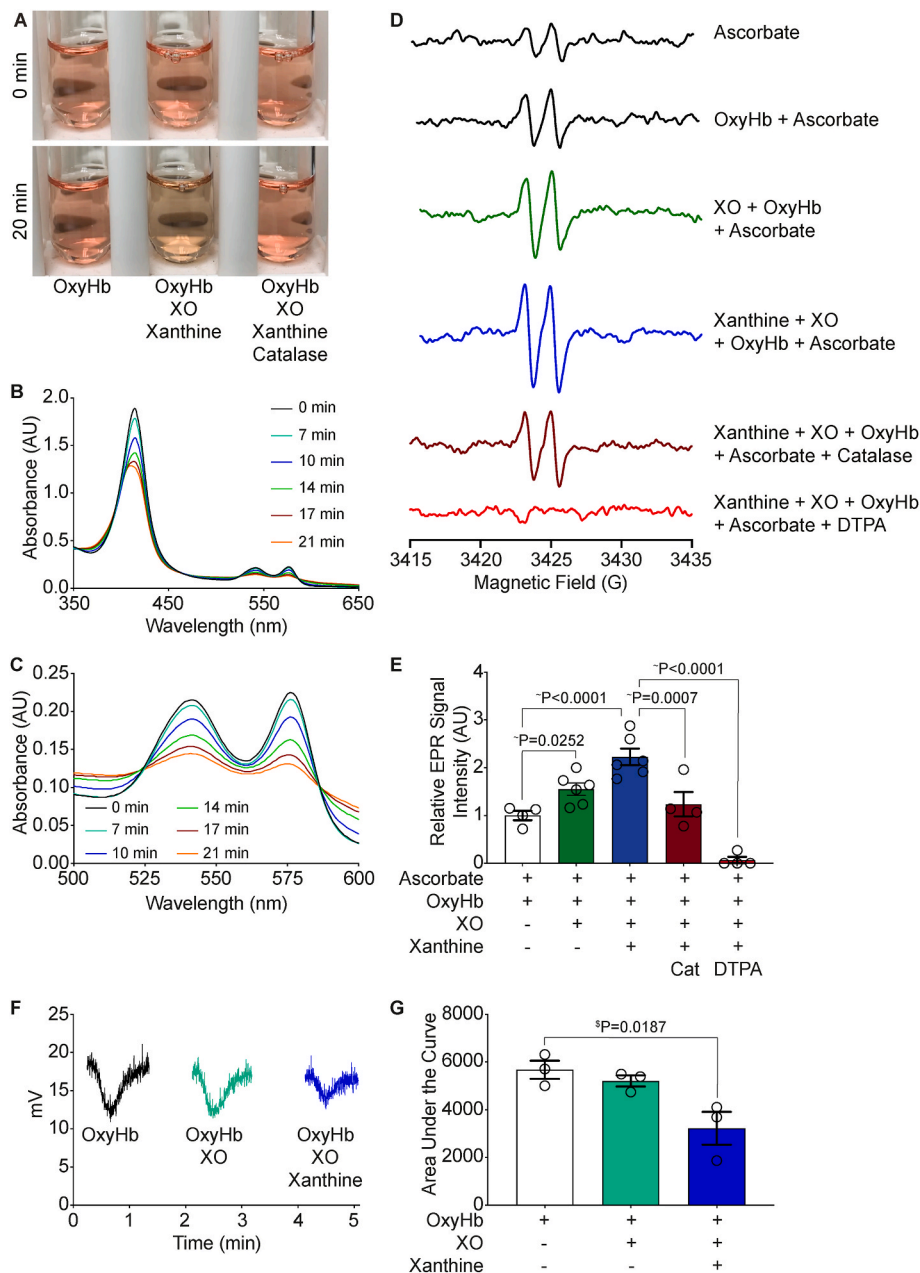 A
0 min
20 min
OxyHb
OxyHb
XO
Xanthine
OxyHb
XO
Xanthine
Catalase
B
Absorbance (AU)
2.0
1.5
1.0
0.5
0.0
350
450
550
650
Wavelength (nm)
0 min
7 min
10 min
14 min
17 min
21 min
C
Absorbance (AU)
0.25
0.20
0.15
0.10
0.05
0.00
500
525
550
575
600
Wavelength (nm)
0 min
7 min
10 min
14 min
17 min
21 min
D
Ascorbate
OxyHb + Ascorbate
XO + OxyHb
+ Ascorbate
Xanthine + XO
+ OxyHb + Ascorbate
Xanthine + XO + OxyHb
+ Ascorbate + Catalase
Xanthine + XO + OxyHb
+ Ascorbate + DTPA
3415
3420
3425
3430
3435
Magnetic Field (G)
E
Relative EPR Signal
Intensity (AU)
4
3
2
1
0
~P<0.0001
~P<0.0001
~P=0.0007
~P=0.0252
Ascorbate + + + + +
OxyHb + + + + +
XO - + + + +
Xanthine - - + + +
Cat DTPA
F
mV
25
20
15
10
5
0
OxyHb
OxyHb
XO
OxyHb
XO
Xanthine
0 1 2 3 4 5
Time (min)
G
Area Under the Curve
8000
6000
4000
2000
0
$P=0.0187
OxyHb + + +
XO - + +
Xanthine - - +